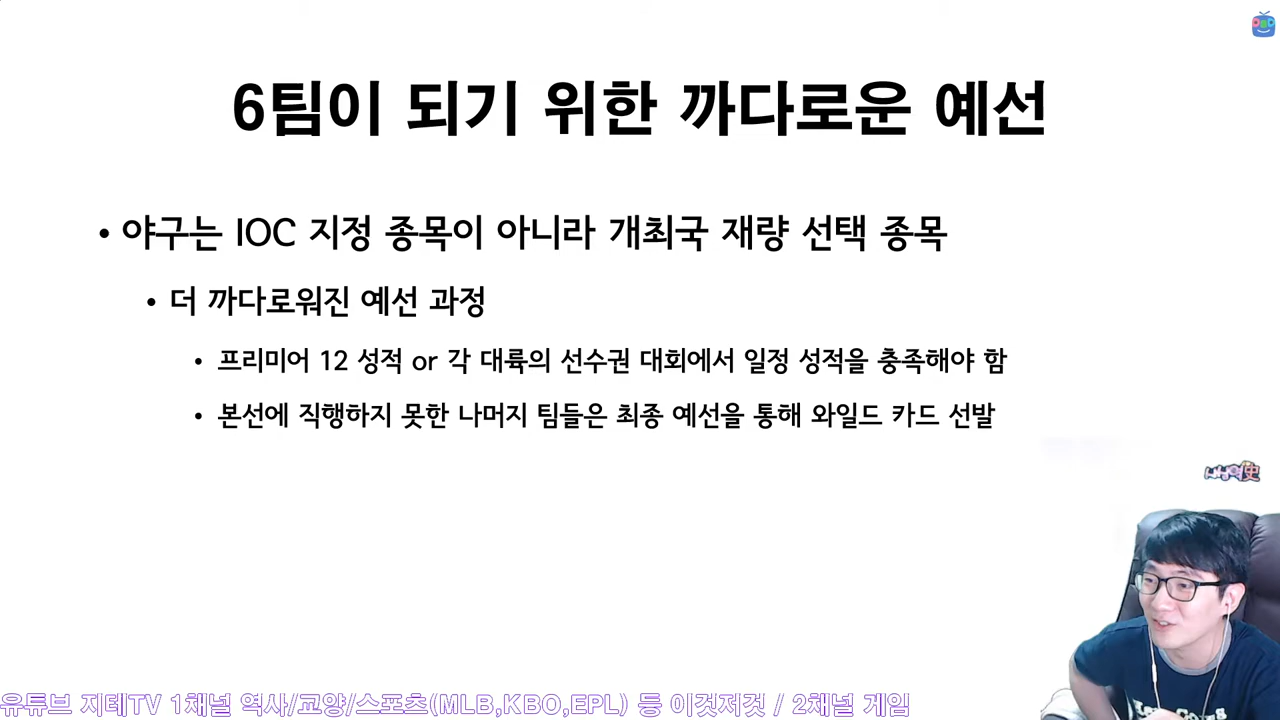 6팀이 되기 위한 까다로운 예선
• 야구는 IOC 지정 종목이 아니라 개최국 재량 선택 종목
• 더 까다로워진 예선 과정
• 프리미어 12 성적 or 각 대륙의 선수권 대회에서 일정 성적을 충족해야 함
• 본선에 직행하지 못한 나머지 팀들은 최종 예선을 통해 와일드 카드 선발
유튜브 지테TV 1채널 역사/교양/스포츠(MLB,KBO,EPL) 등 이것저것 / 2채널 게임